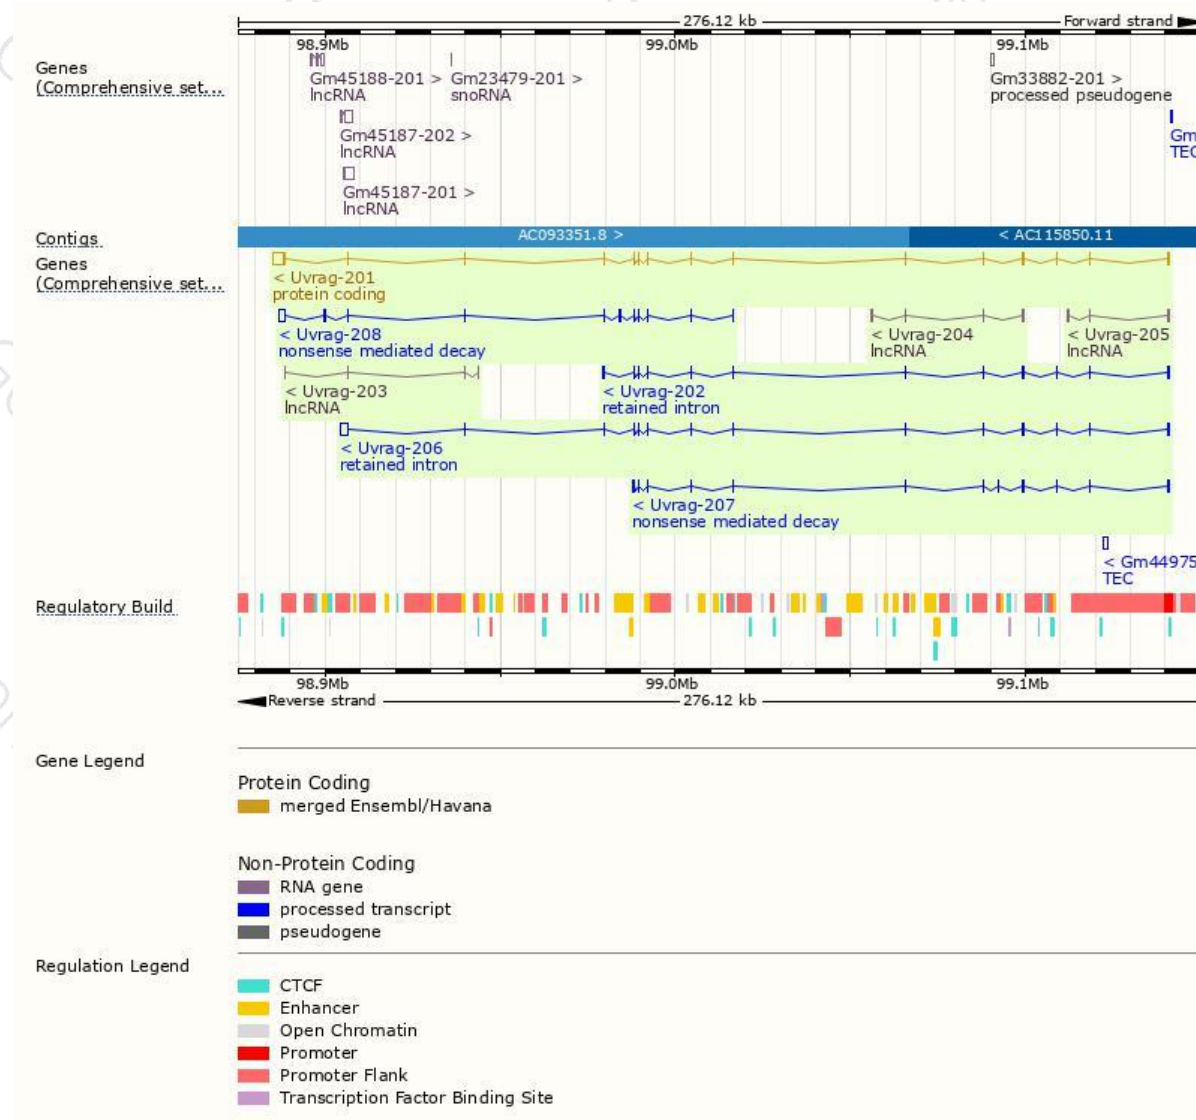 276.12 kb Forward strand
98.9Mb 99.0Mb 99.1Mb
Genes
(Comprehensive set...
Gm45188-201 > Gm23479-201 > Gm33882-201 >
lncRNA snoRNA processed pseudogene
Gm45187-202 > Gm
lncRNA TEC
Gm45187-201 >
lncRNA
Contigs AC093351.8 > < AC115850.11
Genes
(Comprehensive set...
< Uvrag-201
protein coding
< Uvrag-208 < Uvrag-204 < Uvrag-205
nonsense mediated decay lncRNA lncRNA
< Uvrag-203 < Uvrag-202
lncRNA retained intron
< Uvrag-206
retained intron
< Uvrag-207
nonsense mediated decay
< Gm44975
TEC
Regulatory Build
98.9Mb 99.0Mb 99.1Mb
Reverse strand 276.12 kb
Gene Legend
Protein Coding
merged Ensembl/Havana
Non-Protein Coding
RNA gene
processed transcript
pseudogene
Regulation Legend
CTCF
Enhancer
Open Chromatin
Promoter
Promoter Flank
Transcription Factor Binding Site